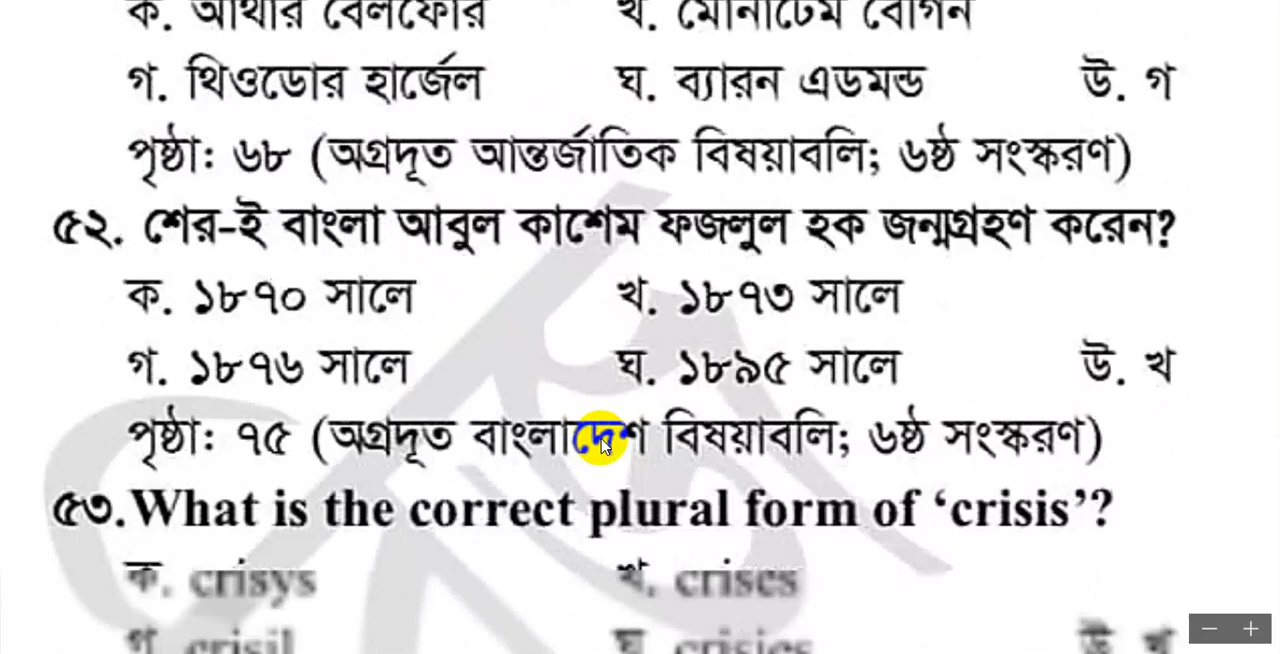 ক. আর্থার বেলফোর খ. মোনাটেম বেগিন
গ. থিওডোর হার্জেল ঘ. ব্যারন এডমন্ড উ. গ
পৃষ্ঠা: ৬৮ (অগ্রদূত আন্তর্জাতিক বিষয়াবলি; ৬ষ্ঠ সংস্করণ)
৫২. শের-ই বাংলা আবুল কাশেম ফজলুল হক জন্মগ্রহণ করেন?
ক. ১৮৭০ সালে খ. ১৮৭৩ সালে
গ. ১৮৭৬ সালে ঘ. ১৮৯৫ সালে উ. খ
পৃষ্ঠা: ৭৫ (অগ্রদূত বাংলাদেশ বিষয়াবলি; ৬ষ্ঠ সংস্করণ)
৫৩. What is the correct plural form of ‘crisis’?
ক. crisys খ. crises
গ crisil ঘ crisies উ খ